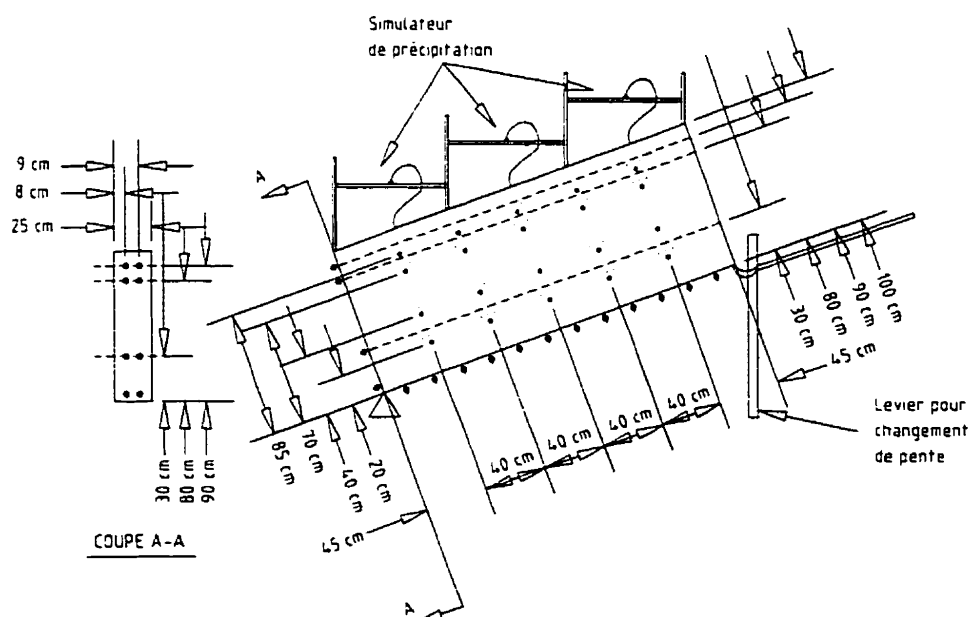 Simulateur
de précipitation
9 cm
8 cm
25 cm
A
30 cm
80 cm
90 cm
100 cm
45 cm
Levier pour
changement
de pente
40 cm
40 cm
40 cm
40 cm
85 cm
70 cm
40 cm
20 cm
45 cm
A
30 cm
80 cm
90 cm
COUPE A-A